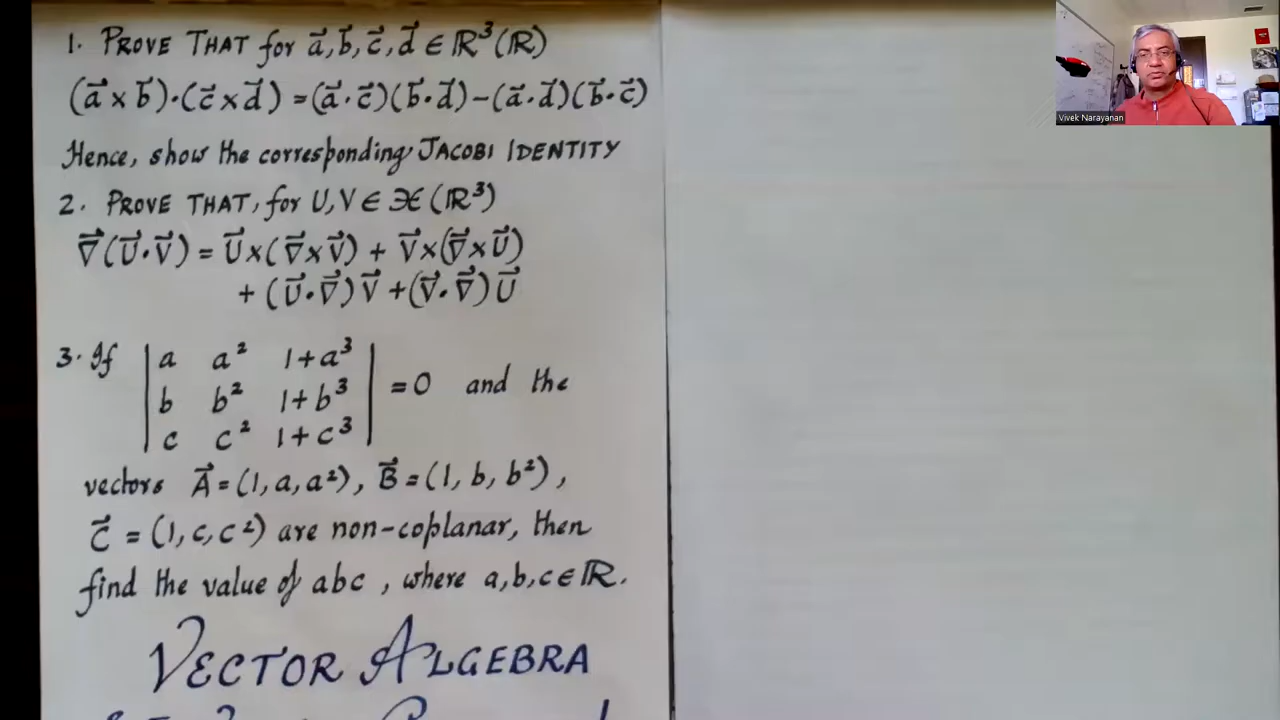 1. PROVE THAT for a⃗, b⃗, c⃗, d⃗ ∈ ℝ³(ℝ)
(a⃗ × b⃗)·(c⃗ × d⃗) = (a⃗·c⃗)(b⃗·d⃗) − (a⃗·d⃗)(b⃗·c⃗)
Hence, show the corresponding JACOBI IDENTITY
2. PROVE THAT, for U, V ∈ 𝔛(ℝ³)
∇⃗(U⃗·V⃗) = U⃗×(∇⃗×V⃗) + V⃗×(∇⃗×U⃗)
+ (U⃗·∇⃗)V⃗ + (V⃗·∇⃗)U⃗
3. If | a a² 1+a³ |
| b b² 1+b³ | = 0 and the
| c c² 1+c³ |
vectors A⃗ = (1, a, a²), B⃗ = (1, b, b²),
C⃗ = (1, c, c²) are non-coplanar, then
find the value of abc, where a, b, c ∈ ℝ.
VECTOR ALGEBRA
Vivek Narayanan